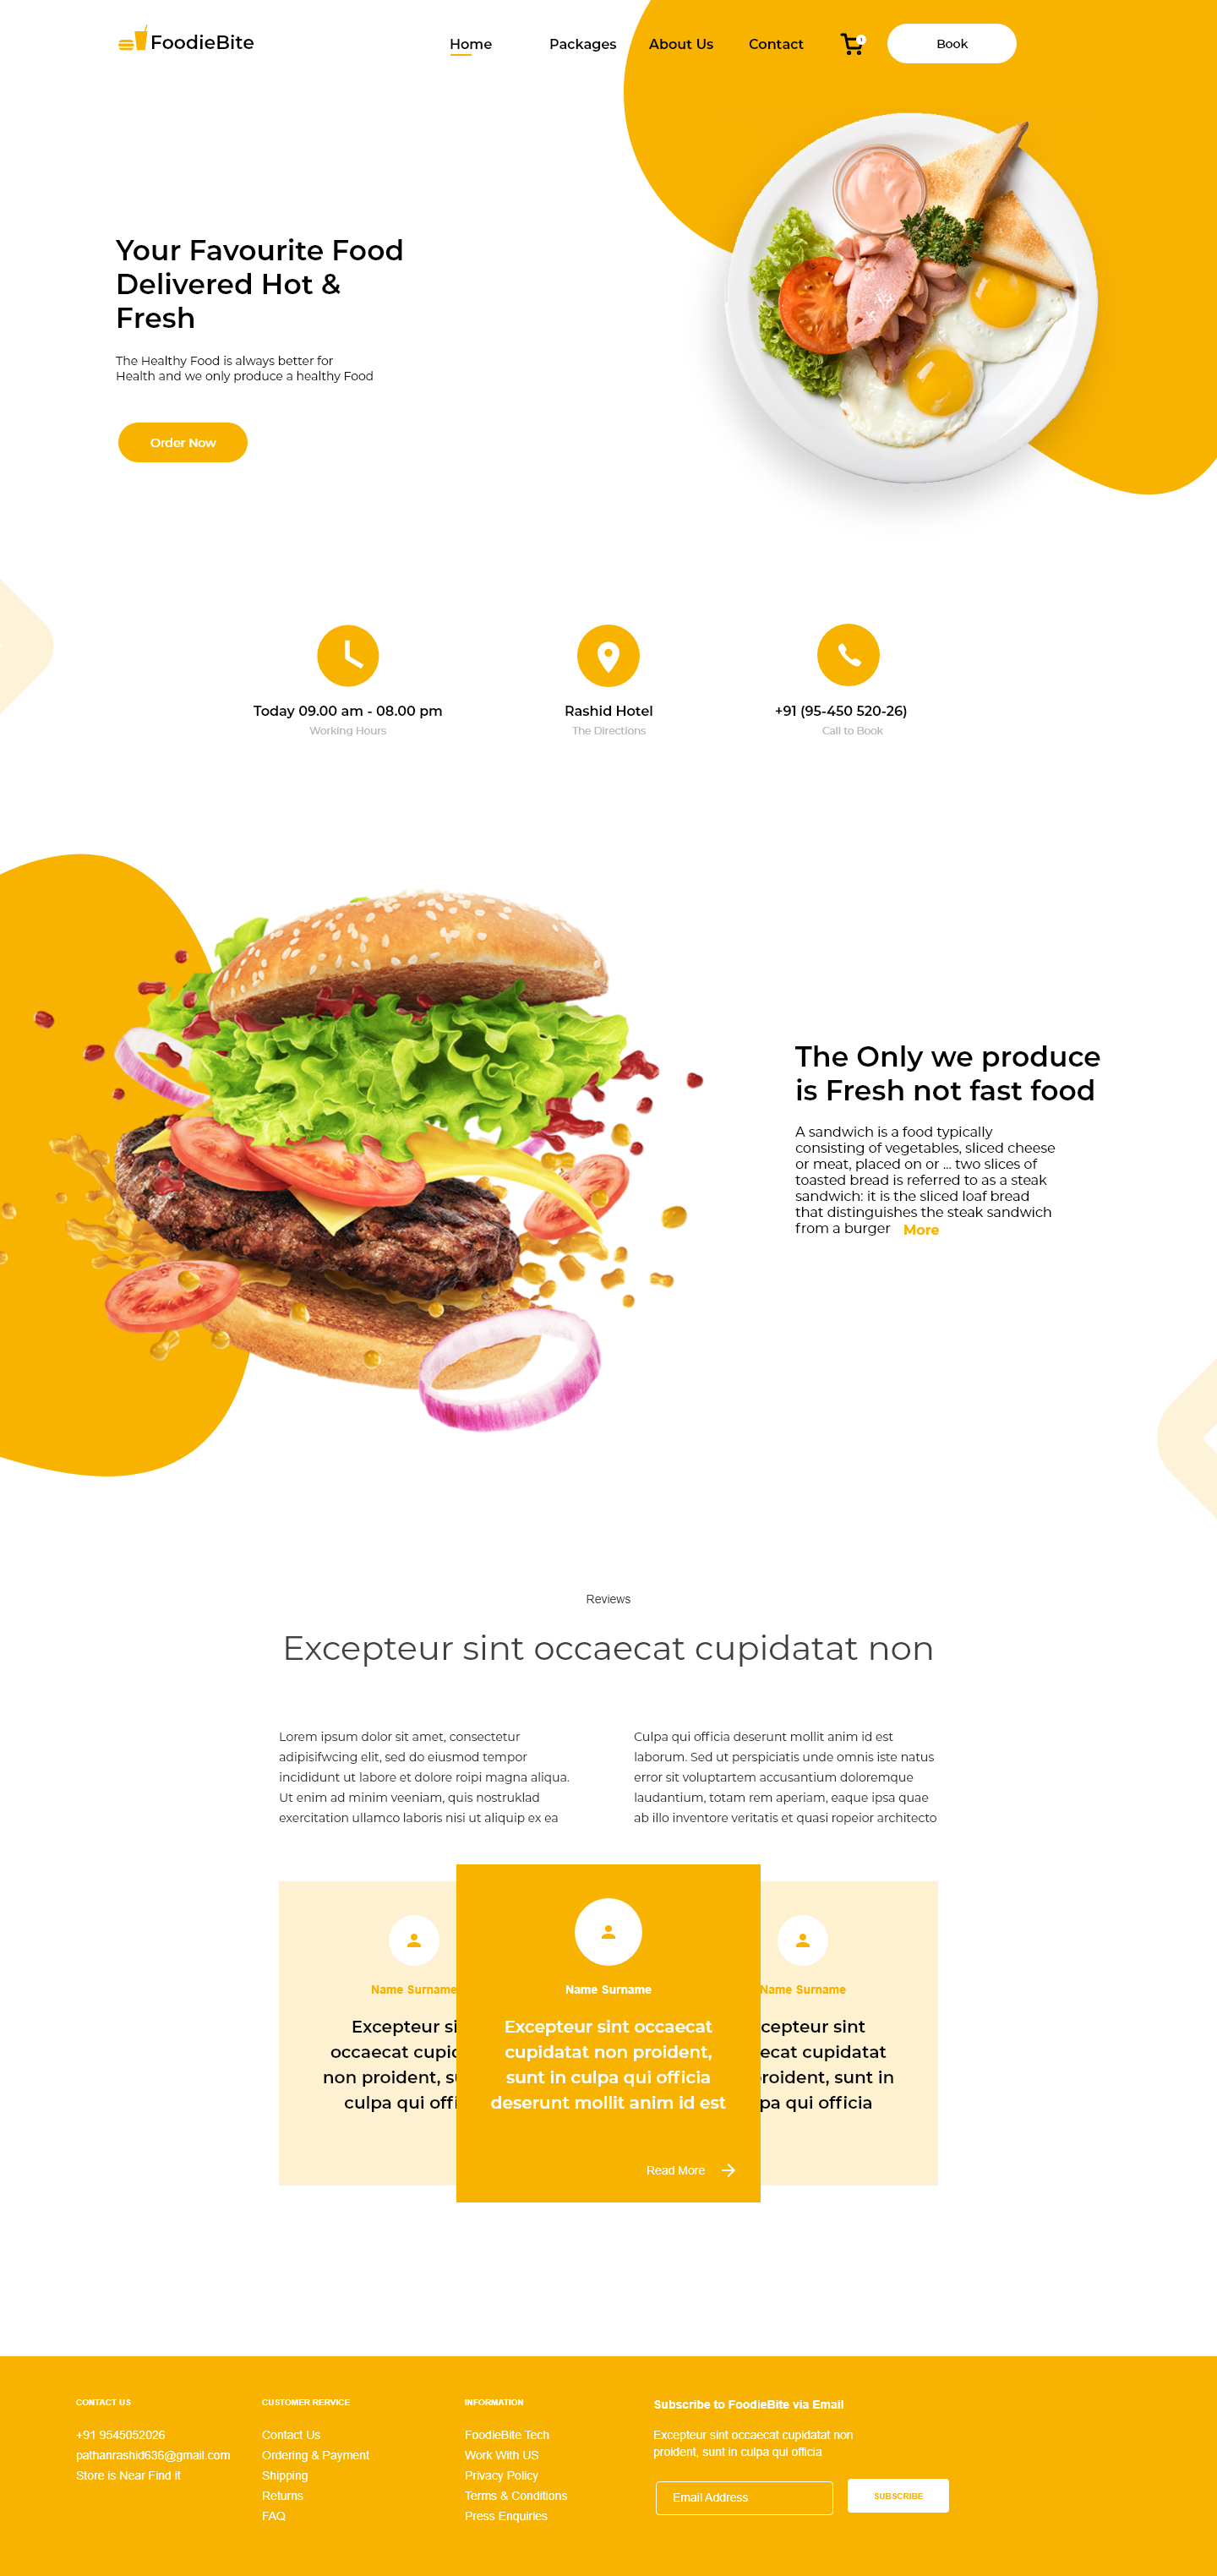 FoodieBite
Home
Packages
About Us
Contact
1
Book
Your Favourite Food
Delivered Hot &
Fresh
The Healthy Food is always better for
Health and we only produce a healthy Food
Order Now
Today 09.00 am - 08.00 pm
Working Hours
Rashid Hotel
The Directions
+91 (95-450 520-26)
Call to Book
The Only we produce
is Fresh not fast food
A sandwich is a food typically
consisting of vegetables, sliced cheese
or meat, placed on or ... two slices of
toasted bread is referred to as a steak
sandwich: it is the sliced loaf bread
that distinguishes the steak sandwich
from a burger More
Reviews
Excepteur sint occaecat cupidatat non
Lorem ipsum dolor sit amet, consectetur
adipisifwcing elit, sed do eiusmod tempor
incididunt ut labore et dolore roipi magna aliqua.
Ut enim ad minim veeniam, quis nostruklad
exercitation ullamco laboris nisi ut aliquip ex ea
Culpa qui officia deserunt mollit anim id est
laborum. Sed ut perspiciatis unde omnis iste natus
error sit voluptartem accusantium doloremque
laudantium, totam rem aperiam, eaque ipsa quae
ab illo inventore veritatis et quasi ropeior architecto
Name Surname
Excepteur si
occaecat cupid
non proident, su
culpa qui offi
Name Surname
Excepteur sint occaecat
cupidatat non proident,
sunt in culpa qui officia
deserunt mollit anim id est
Read More
Name Surname
cepteur sint
ecat cupidatat
roident, sunt in
pa qui officia
CONTACT US
+91 9545052026
pathanrashid636@gmail.com
Store is Near Find it
CUSTOMER RERVICE
Contact Us
Ordering & Payment
Shipping
Returns
FAQ
INFORMATION
FoodieBite Tech
Work With US
Privacy Policy
Terms & Conditions
Press Enquiries
Subscribe to FoodieBite via Email
Excepteur sint occaecat cupidatat non
proident, sunt in culpa qui officia
Email Address
SUBSCRIBE